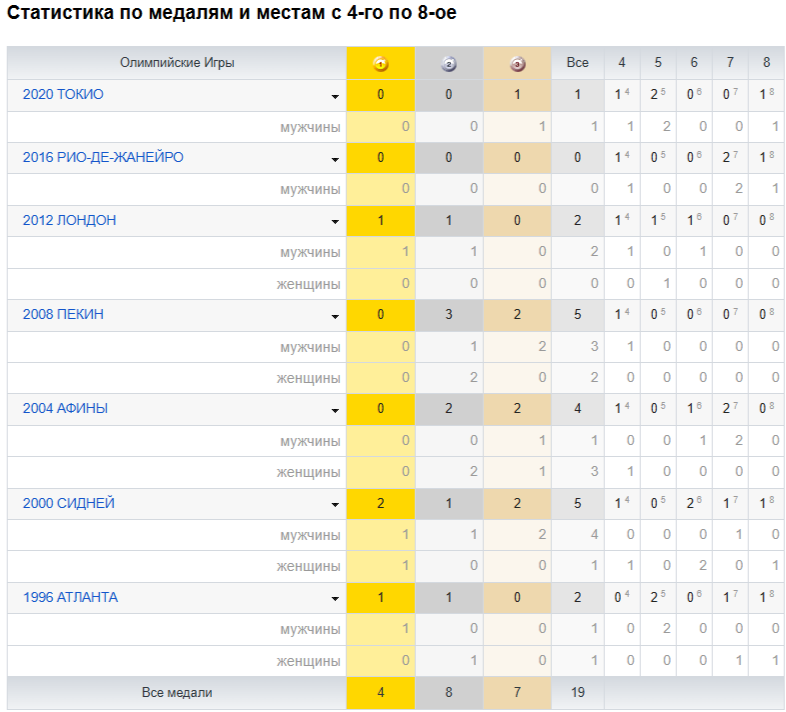 Статистика по медалям и местам с 4-го по 8-ое
Олимпийские Игры 1 2 3 Все 4 5 6 7 8
2020 ТОКИО 0 0 1 1 1 4 2 5 0 6 0 7 1 8
мужчины 0 0 1 1 1 2 0 0 1
2016 РИО-ДЕ-ЖАНЕЙРО 0 0 0 0 1 4 0 5 0 6 2 7 1 8
мужчины 0 0 0 0 1 0 0 2 1
2012 ЛОНДОН 1 1 0 2 1 4 1 5 1 6 0 7 0 8
мужчины 1 1 0 2 1 0 1 0 0
женщины 0 0 0 0 0 1 0 0 0
2008 ПЕКИН 0 3 2 5 1 4 0 5 0 6 0 7 0 8
мужчины 0 1 2 3 1 0 0 0 0
женщины 0 2 0 2 0 0 0 0 0
2004 АФИНЫ 0 2 2 4 1 4 0 5 1 6 2 7 0 8
мужчины 0 0 1 1 0 0 1 2 0
женщины 0 2 1 3 1 0 0 0 0
2000 СИДНЕЙ 2 1 2 5 1 4 0 5 2 6 1 7 1 8
мужчины 1 1 2 4 0 0 0 1 0
женщины 1 0 0 1 1 0 2 0 1
1996 АТЛАНТА 1 1 0 2 0 4 2 5 0 6 1 7 1 8
мужчины 1 0 0 1 0 2 0 0 0
женщины 0 1 0 1 0 0 0 1 1
Все медали 4 8 7 19